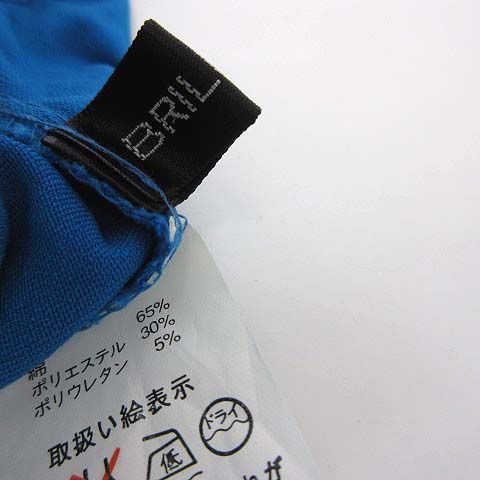 BRIL
綿 65%
ポリエステル 30%
ポリウレタン 5%
取扱い絵表示
低
ドライ